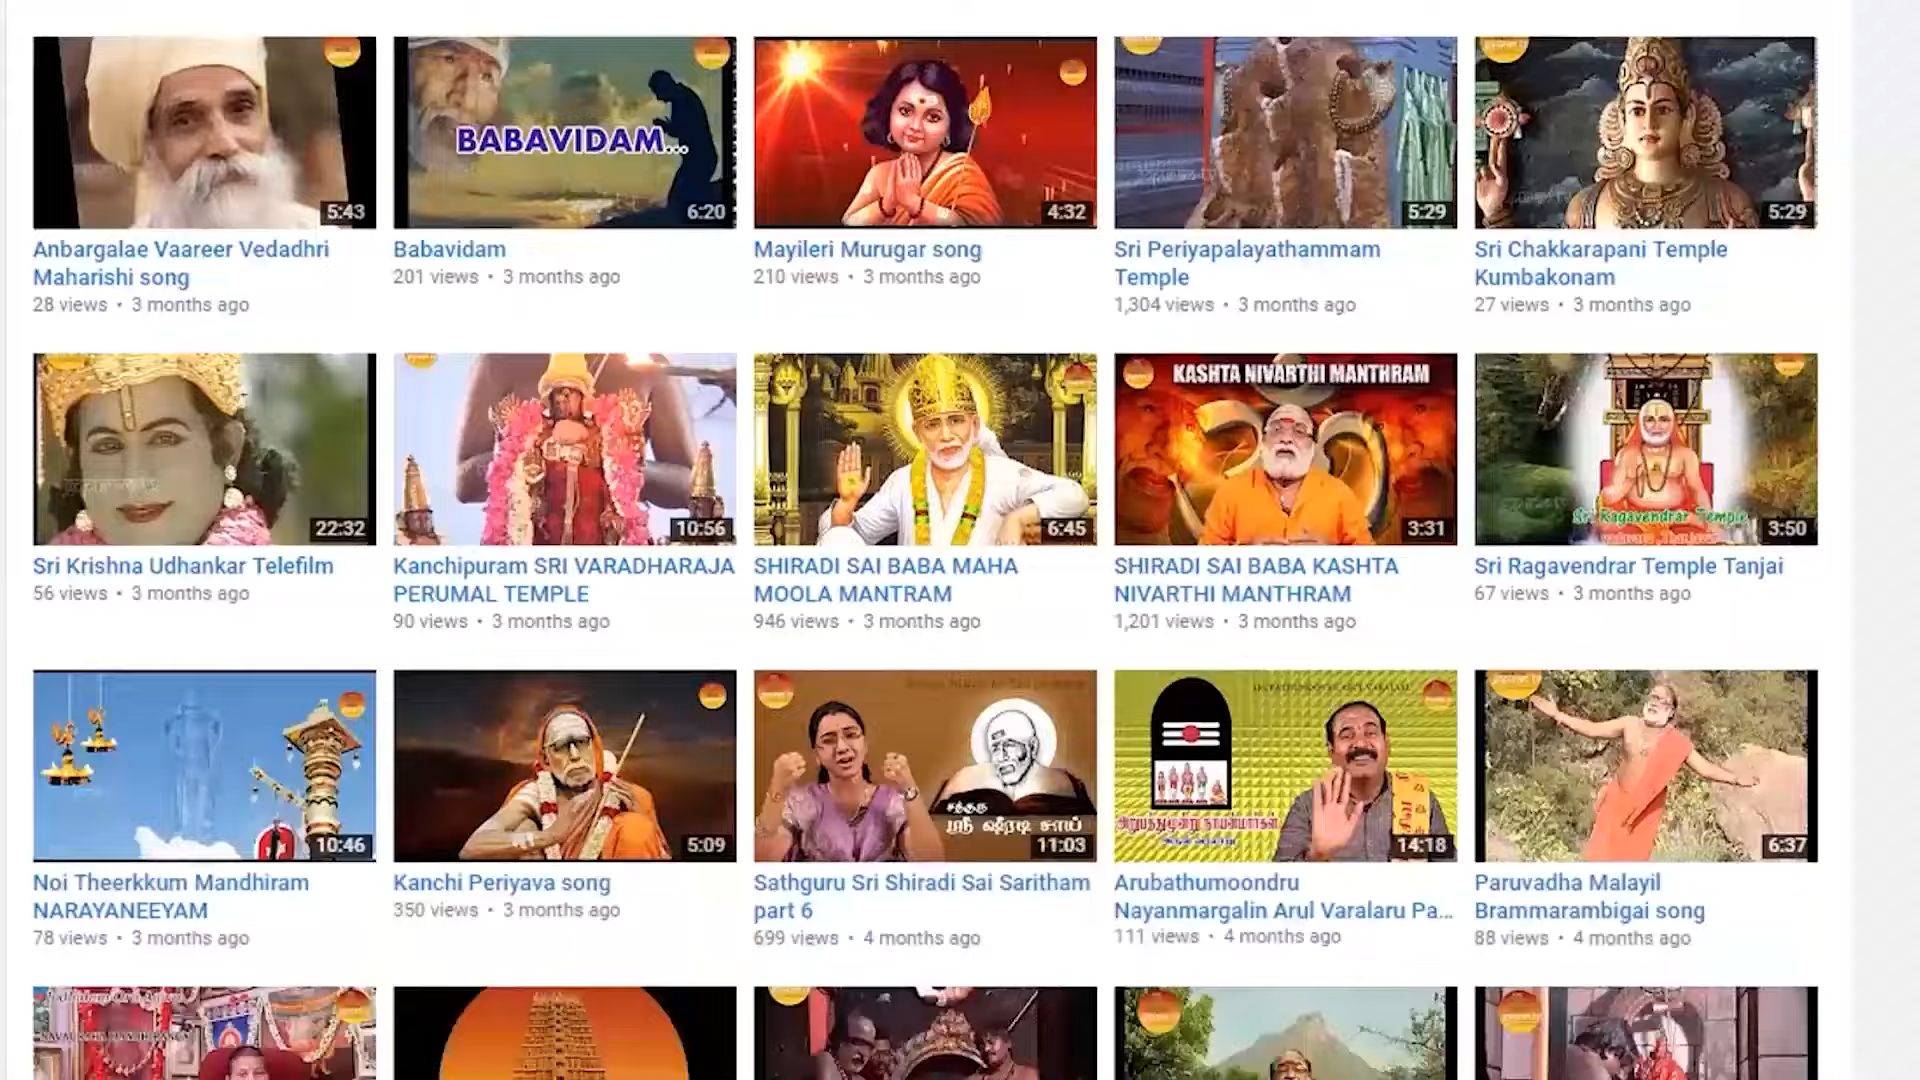 BABAVIDAM...
5:43
6:20
4:32
5:29
5:29
Anbargalae Vaareer Vedadhri
Maharishi song
28 views • 3 months ago
Babavidam
201 views • 3 months ago
Mayileri Murugar song
210 views • 3 months ago
Sri Periyapalayathammam
Temple
1,304 views • 3 months ago
Sri Chakkarapani Temple
Kumbakonam
27 views • 3 months ago
KASHTA NIVARTHI MANTHRAM
Sri Ragavendrar Temple
22:32
10:56
6:45
3:31
3:50
Sri Krishna Udhankar Telefilm
56 views • 3 months ago
Kanchipuram SRI VARADHARAJA
PERUMAL TEMPLE
90 views • 3 months ago
SHIRADI SAI BABA MAHA
MOOLA MANTRAM
946 views • 3 months ago
SHIRADI SAI BABA KASHTA
NIVARTHI MANTHRAM
1,201 views • 3 months ago
Sri Ragavendrar Temple Tanjai
67 views • 3 months ago
சத்குரு
ஸ்ரீ ஷிரடி சாய்
அறுபத்துமூன்று நாயன்மார்கள்
10:46
5:09
11:03
14:18
6:37
Noi Theerkkum Mandhiram
NARAYANEEYAM
78 views • 3 months ago
Kanchi Periyava song
350 views • 3 months ago
Sathguru Sri Shiradi Sai Saritham
part 6
699 views • 4 months ago
Arubathumoondru
Nayanmargalin Arul Varalaru Pa...
111 views • 4 months ago
Paruvadha Malayil
Brammarambigai song
88 views • 4 months ago